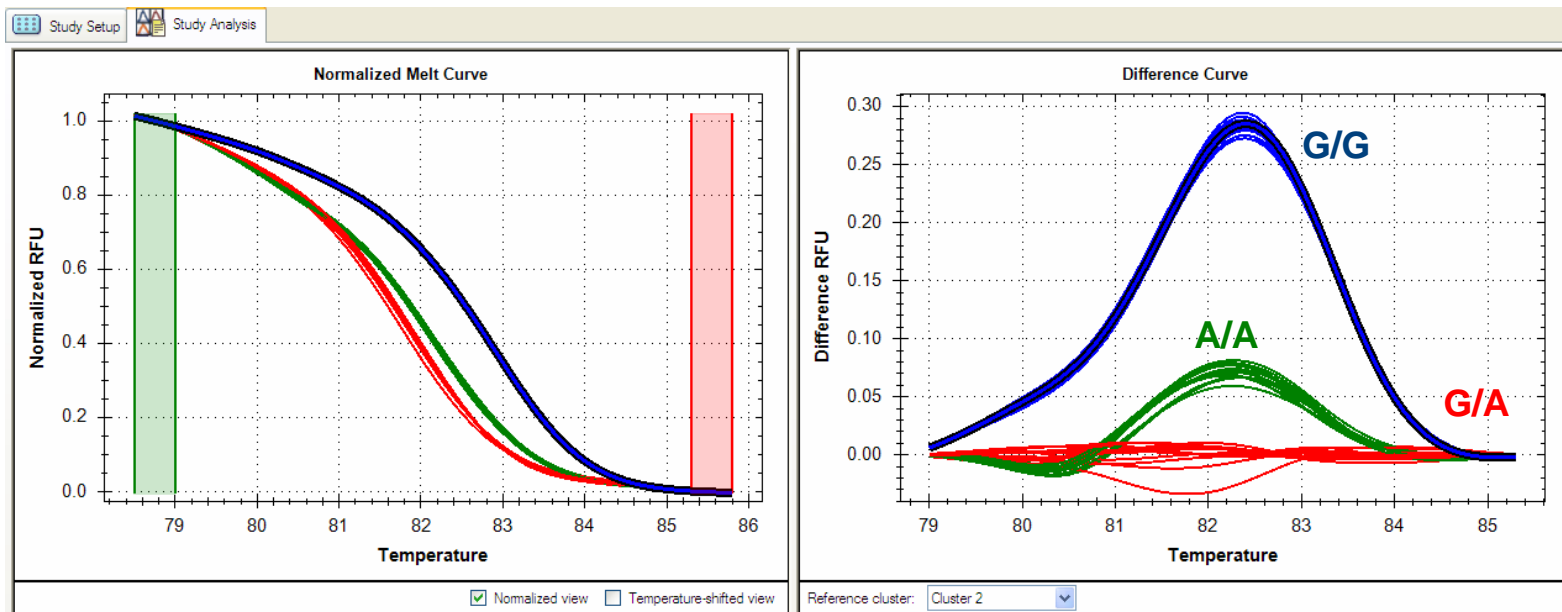 Study Setup
Study Analysis
Normalized Melt Curve
Normalized RFU
1.0
0.8
0.6
0.4
0.2
0.0
79 80 81 82 83 84 85 86
Temperature
Normalized view
Temperature-shifted view
Difference Curve
Difference RFU
0.30
0.25
0.20
0.15
0.10
0.05
0.00
G/G
A/A
G/A
79 80 81 82 83 84 85
Temperature
Reference cluster: Cluster 2